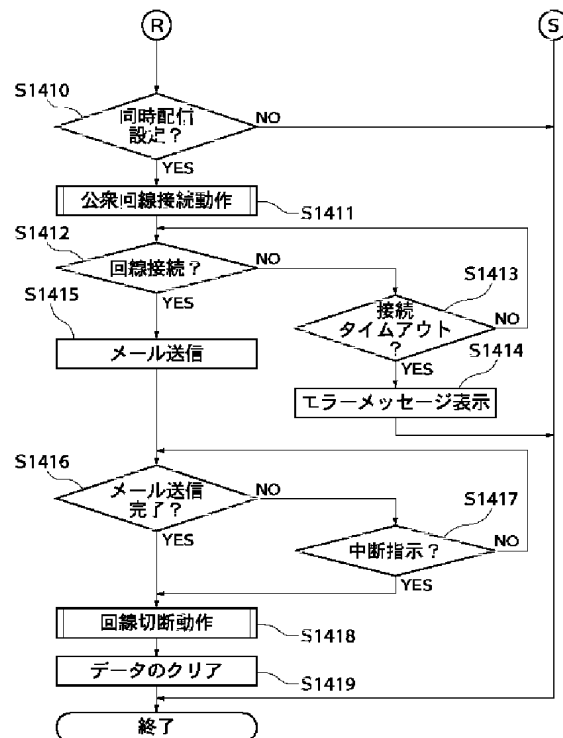 R
S
S1410
同時配信
設定？
NO
YES
公衆回線接続動作
S1411
S1412
回線接続？
NO
YES
S1413
接続
タイムアウト
？
NO
YES
S1415
メール送信
S1414
エラーメッセージ表示
S1416
メール送信
完了？
NO
YES
S1417
中断指示？
NO
YES
回線切断動作
S1418
データのクリア
S1419
終了